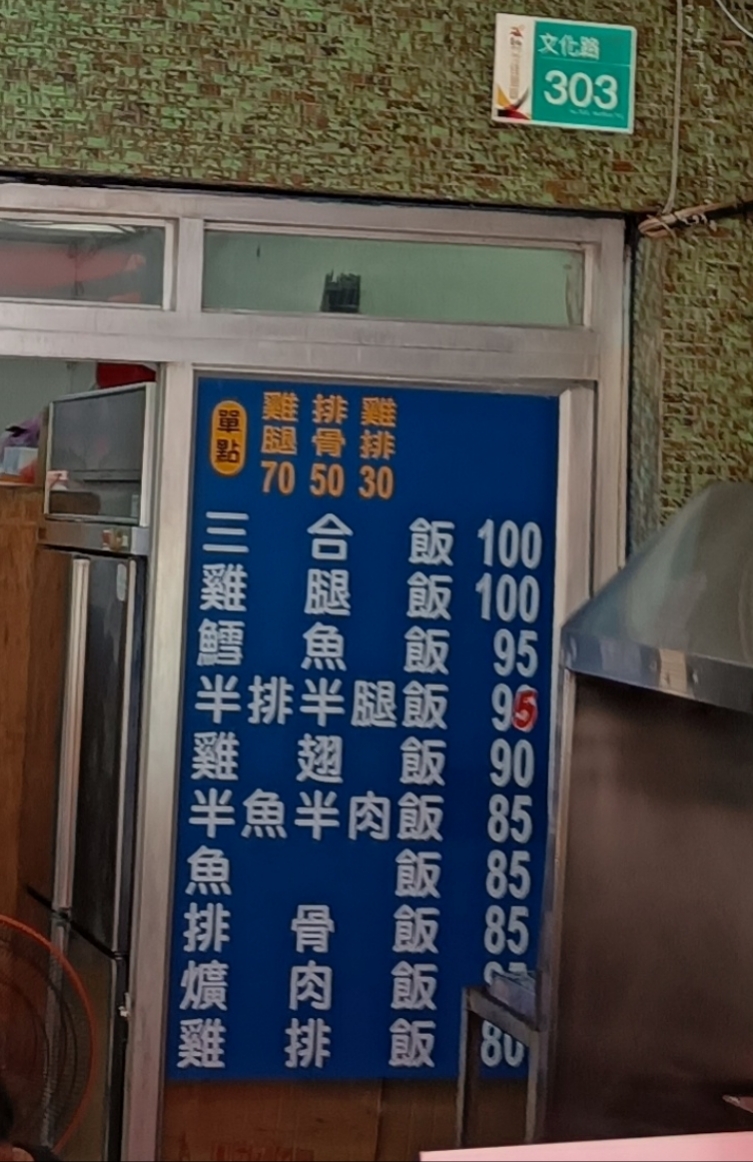 文化路
303
單點
雞腿 排骨 雞排
70 50 30
三合飯 100
雞腿飯 100
鱈魚飯 95
半排半腿飯 95
雞翅飯 90
半魚半肉飯 85
魚飯 85
排骨飯 85
爌肉飯
雞排飯 80